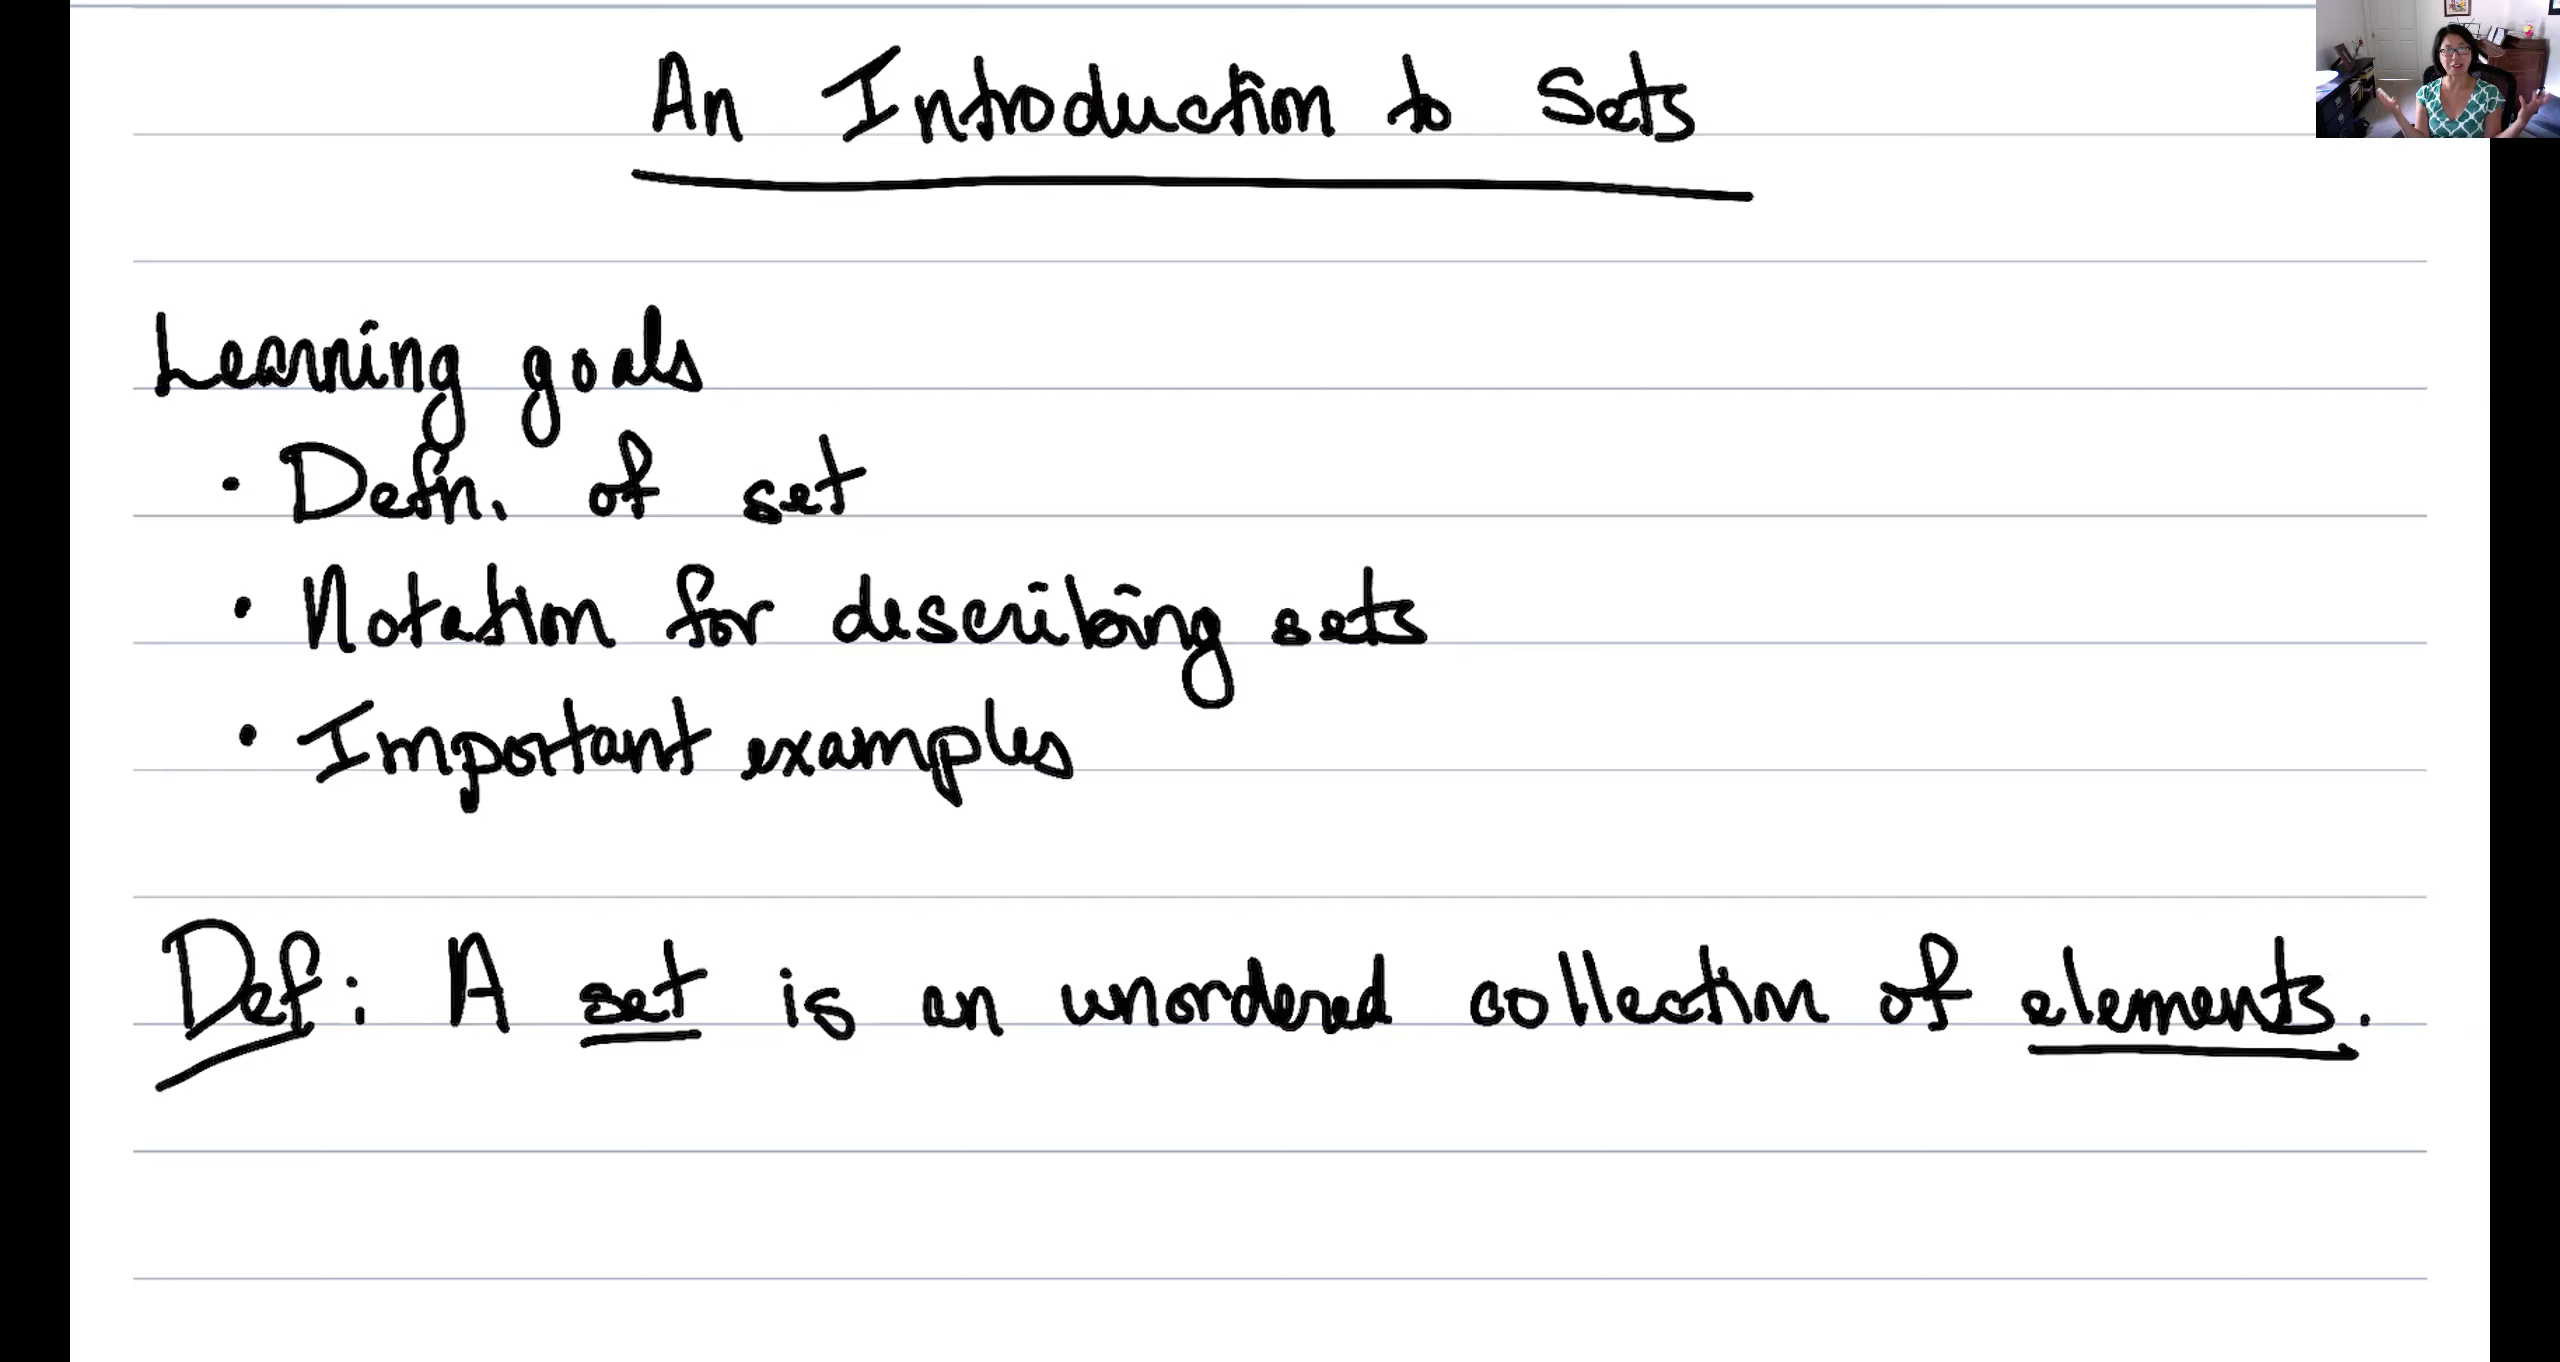 An Introduction to Sets
Learning goals
· Defn. of set
· Notation for describing sets
· Important examples
Def: A set is an unordered collection of elements.